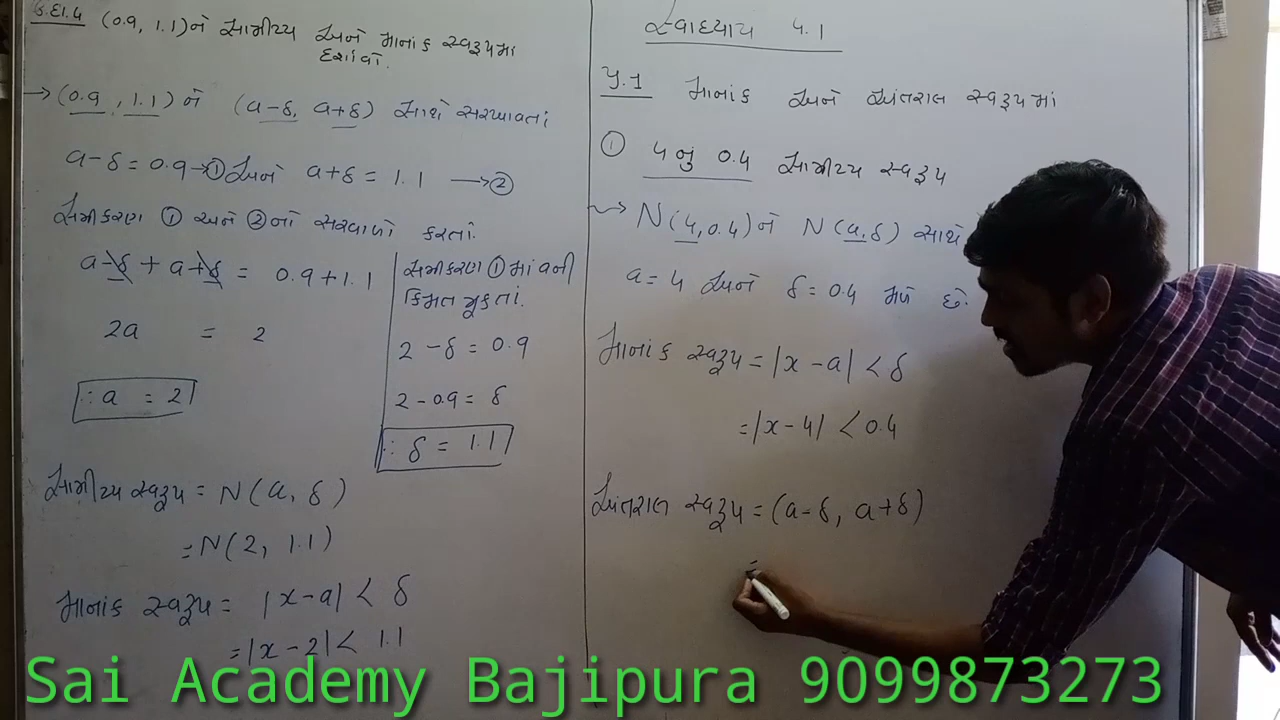 ઉદા.4 (0.9, 1.1)ને સામીપ્ય અને માનાંક સ્વરૂપમાં
દર્શાવો.
→ (0.9, 1.1) ને (a-δ, a+δ) સાથે સરખાવતાં
a-δ = 0.9 → ① અને a+δ = 1.1 → ②
સમીકરણ ① અને ②નો સરવાળો કરતાં.
a-δ + a+δ = 0.9+1.1
2a = 2
∴ a = 2
સમીકરણ ① માં aની
કિંમત મૂકતાં.
2 - δ = 0.9
2 - 0.9 = δ
∴ δ = 1.1
સામીપ્ય સ્વરૂપ = N(a, δ)
= N(2, 1.1)
માનાંક સ્વરૂપ = |x-a| < δ
= |x-2| < 1.1
સ્વાધ્યાય 4.1
પ્ર.1 માનાંક અને અંતરાલ સ્વરૂપમાં
① 4 નું 0.4 સામીપ્ય સ્વરૂપ
→ N(4, 0.4)ને N(a, δ) સાથે
a = 4 અને δ = 0.4 મળે છે.
માનાંક સ્વરૂપ = |x-a| < δ
= |x-4| < 0.4
અંતરાલ સ્વરૂપ = (a-δ, a+δ)
=
Sai Academy Bajipura 9099873273